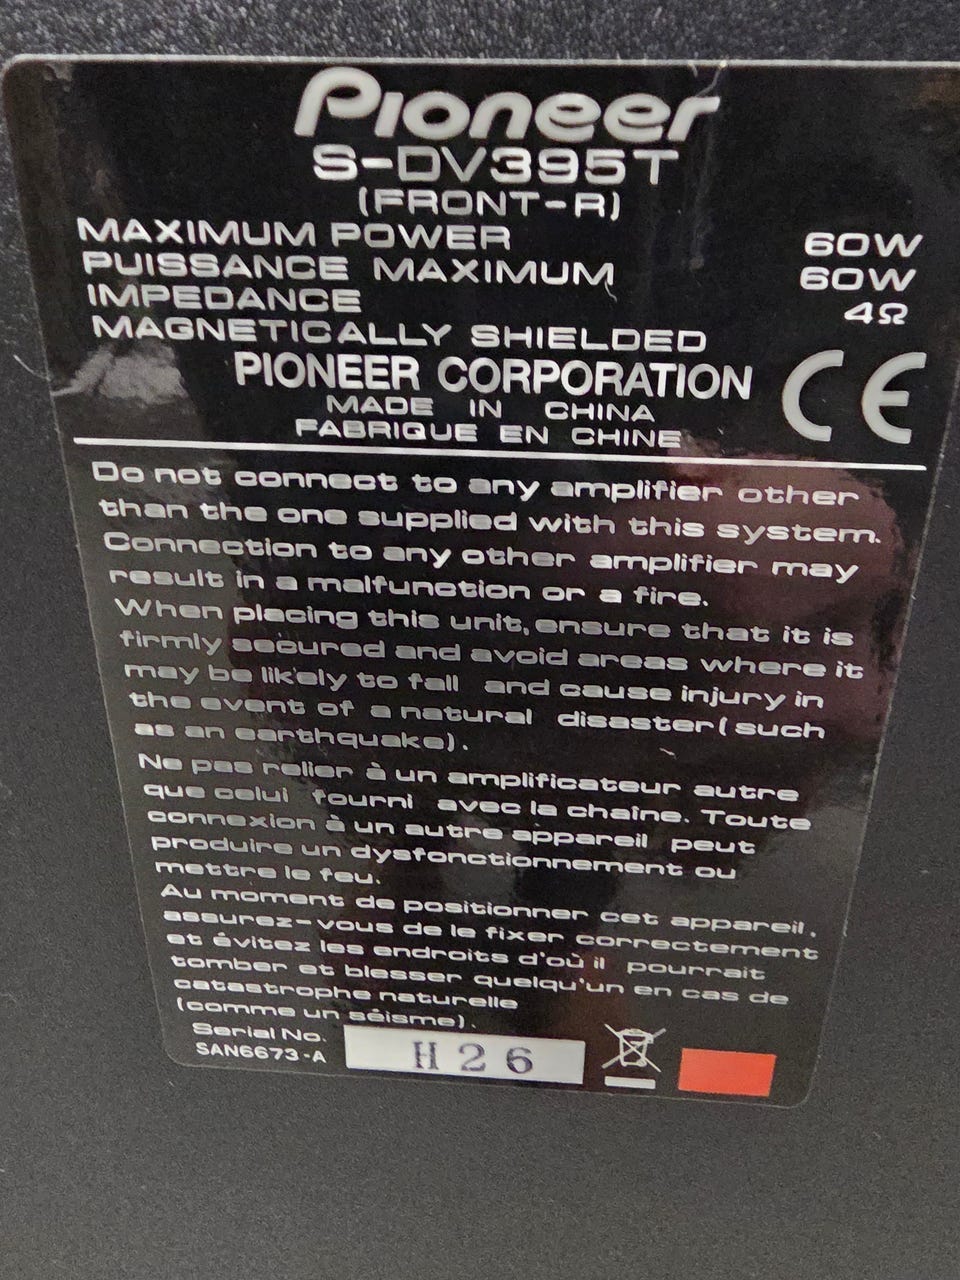 Pioneer
S-DV395T
(FRONT-R)
MAXIMUM POWER 60W
PUISSANCE MAXIMUM 60W
IMPEDANCE 4Ω
MAGNETICALLY SHIELDED
PIONEER CORPORATION CE
MADE IN CHINA
FABRIQUE EN CHINE
Do not connect to any amplifier other
than the one supplied with this system.
Connection to any other amplifier may
result in a malfunction or a fire.
When placing this unit, ensure that it is
firmly secured and avoid areas where it
may be likely to fall and cause injury in
the event of a natural disaster(such
as an earthquake).
Ne pas relier à un amplificateur autre
que celui fourni avec la chaîne. Toute
connexion à un autre appareil peut
produire un dysfonctionnement ou
mettre le feu.
Au moment de positionner cet appareil,
assurez-vous de le fixer correctement
et évitez les endroits d'où il pourrait
tomber et blesser quelqu'un en cas de
catastrophe naturelle
(comme un séisme).
Serial No.
SAN6673-A H26